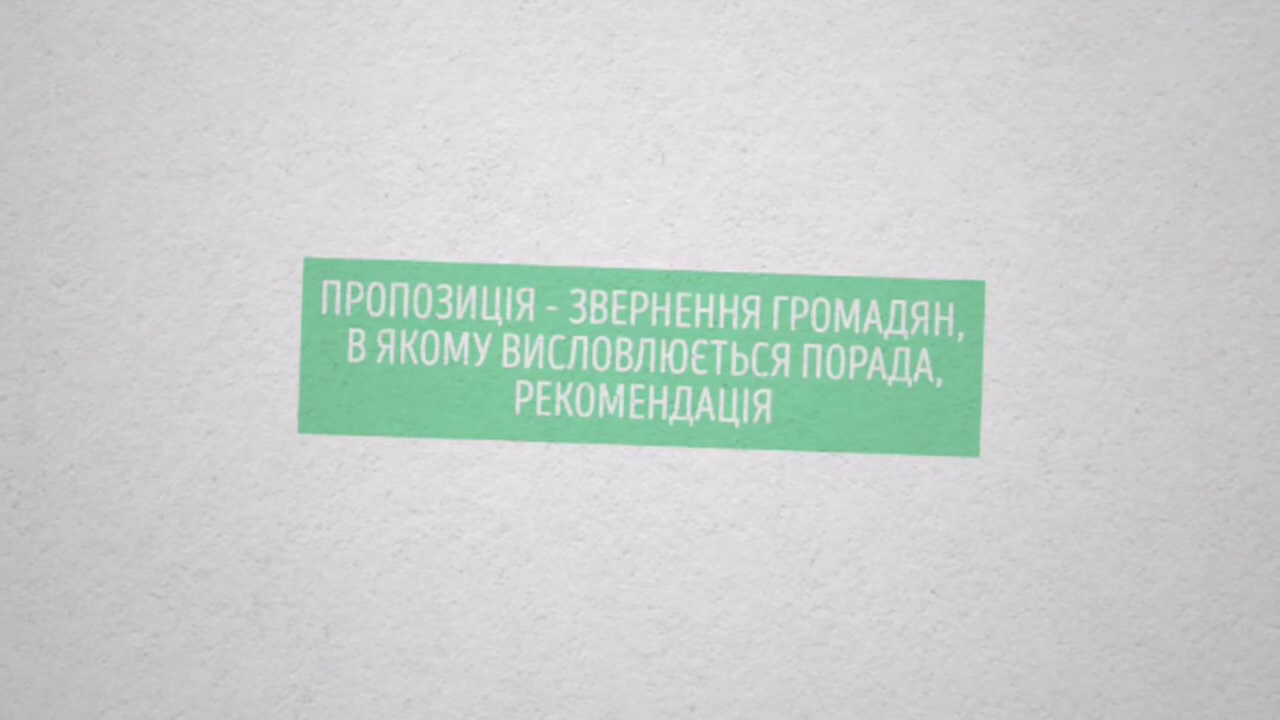 ПРОПОЗИЦІЯ - ЗВЕРНЕННЯ ГРОМАДЯН,
В ЯКОМУ ВИСЛОВЛЮЄТЬСЯ ПОРАДА,
РЕКОМЕНДАЦІЯ